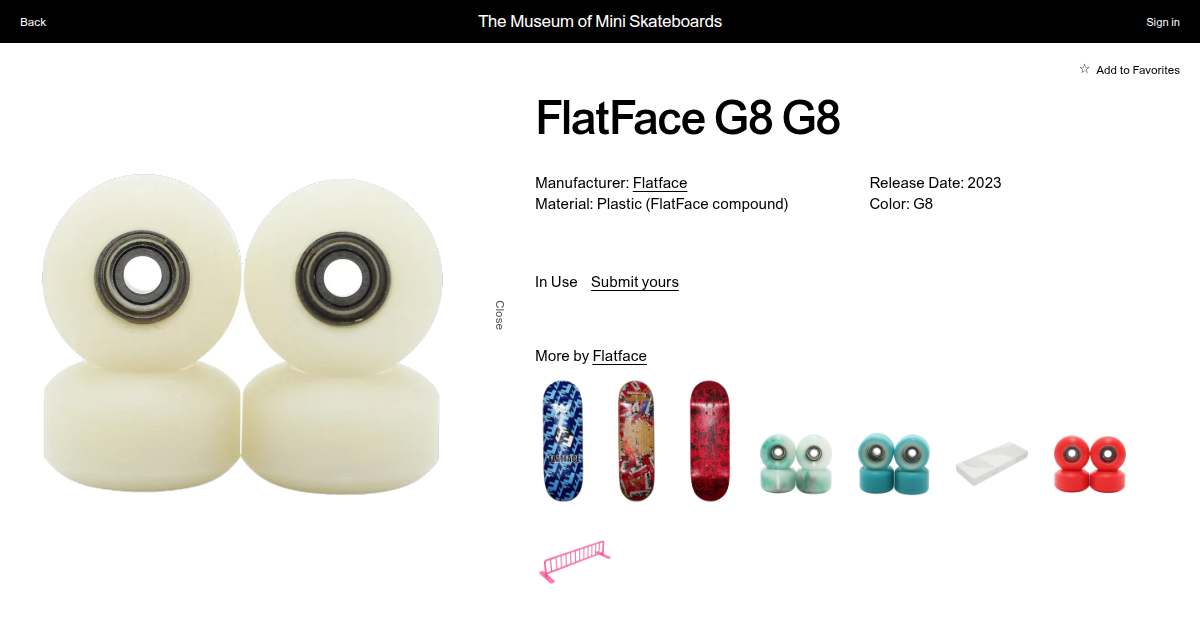 Back
The Museum of Mini Skateboards
Sign in
☆ Add to Favorites
FlatFace G8 G8
Manufacturer: Flatface
Release Date: 2023
Material: Plastic (FlatFace compound)
Color: G8
In Use Submit yours
Close
More by Flatface